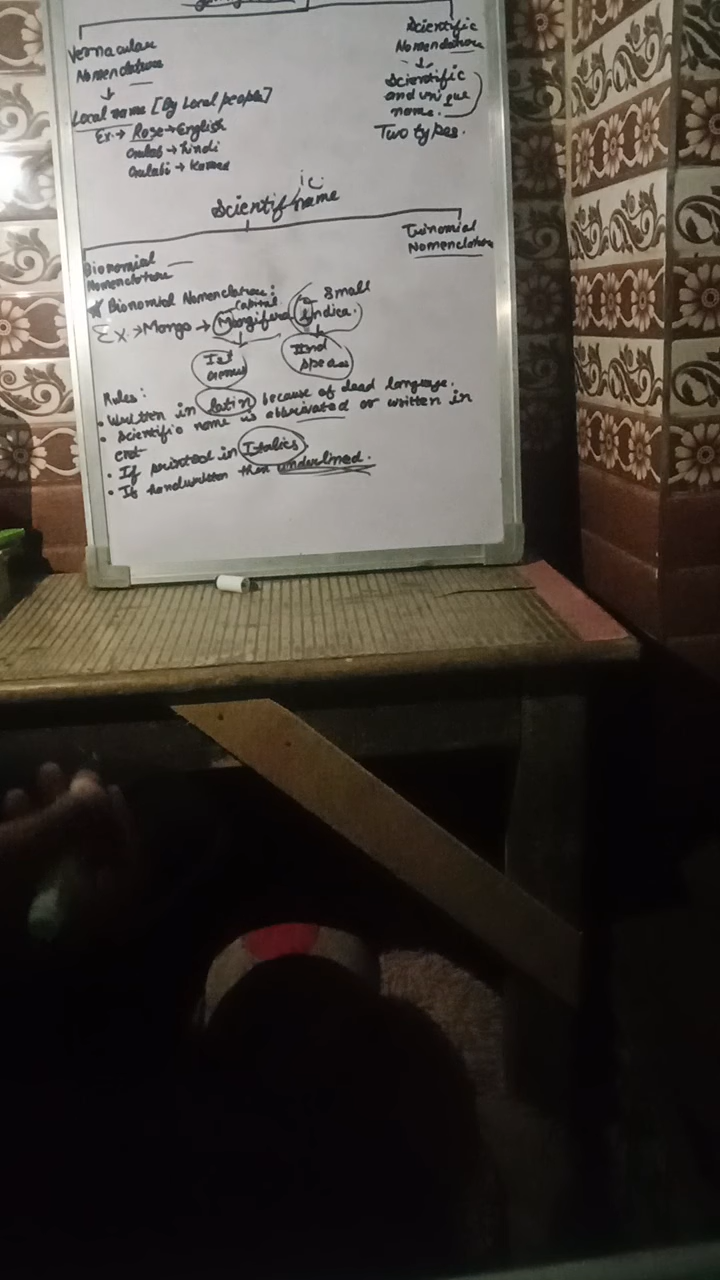 Vernacular
Nomenclature
Local name [By Local people]
Ex. → Rose → English
Gulab → Hindi
Gulabi → Kannad
Scientific
Nomenclature
Scientific
and unique
name.
Two types.
Scientific name
Binomial
Nomenclature
Trinomial
Nomenclature
★ Binomial Nomenclature:
Capital
Small
Ex. → Mango → Mangifera indica.
Ist
Genus
IInd
Species
Rules:
• Written in latin because of dead language.
• Scientific name is abbrivated or written in
• If printed in Italics.
• If handwritten then underlined.